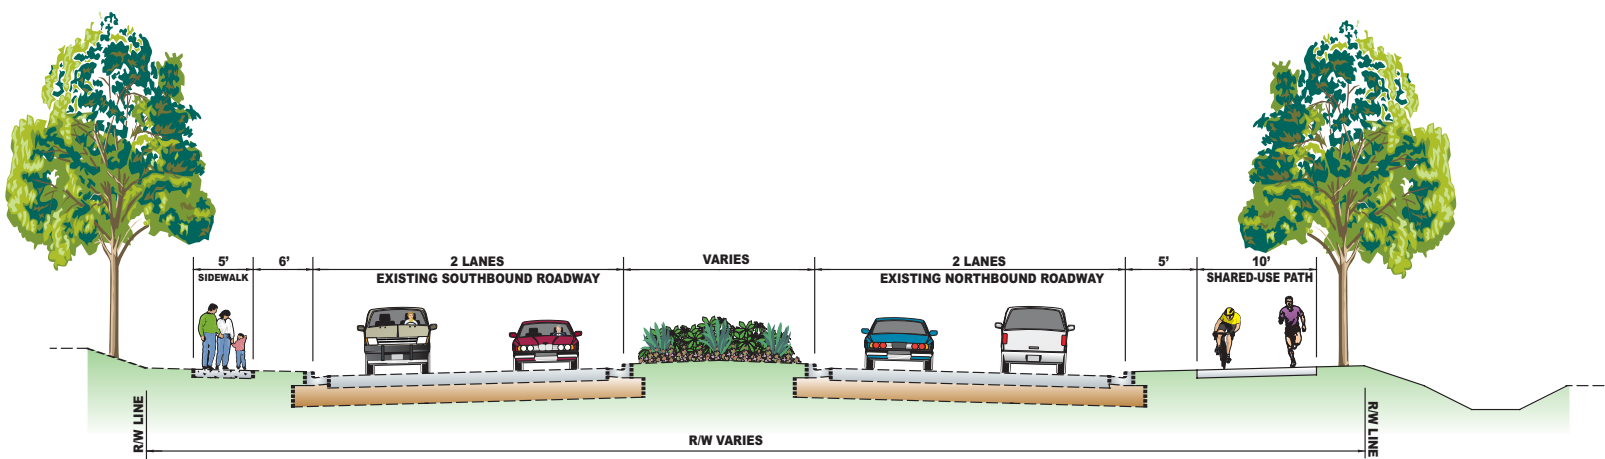 5' 6' 2 LANES VARIES 2 LANES 5' 10'
SIDEWALK EXISTING SOUTHBOUND ROADWAY EXISTING NORTHBOUND ROADWAY SHARED-USE PATH
R/W LINE
R/W VARIES
R/W LINE